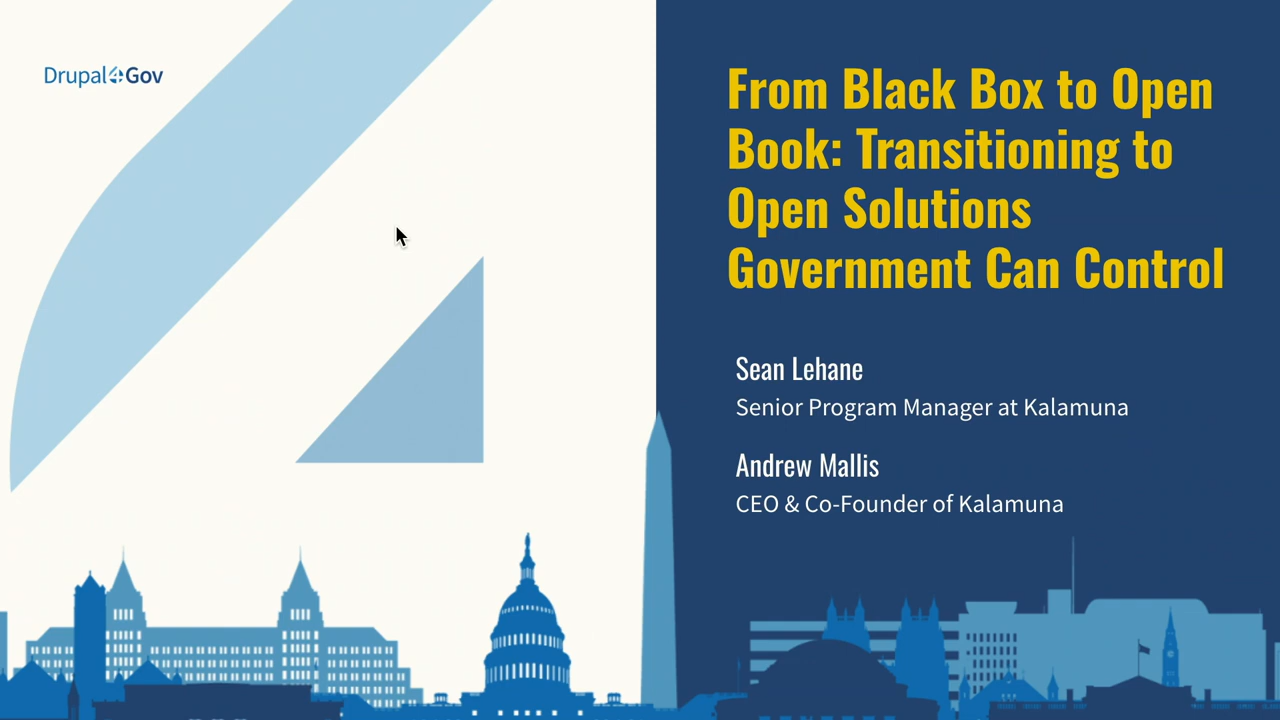 Drupal4Gov
From Black Box to Open
Book: Transitioning to
Open Solutions
Government Can Control
Sean Lehane
Senior Program Manager at Kalamuna
Andrew Mallis
CEO & Co-Founder of Kalamuna